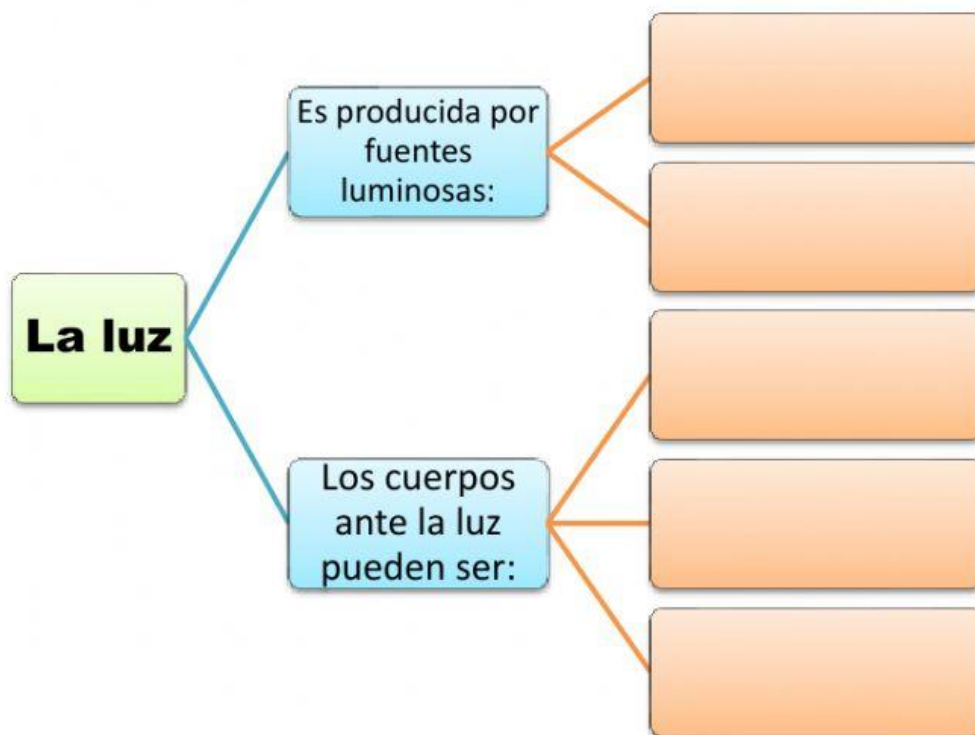 Es producida por
fuentes
luminosas:
La luz
Los cuerpos
ante la luz
pueden ser: